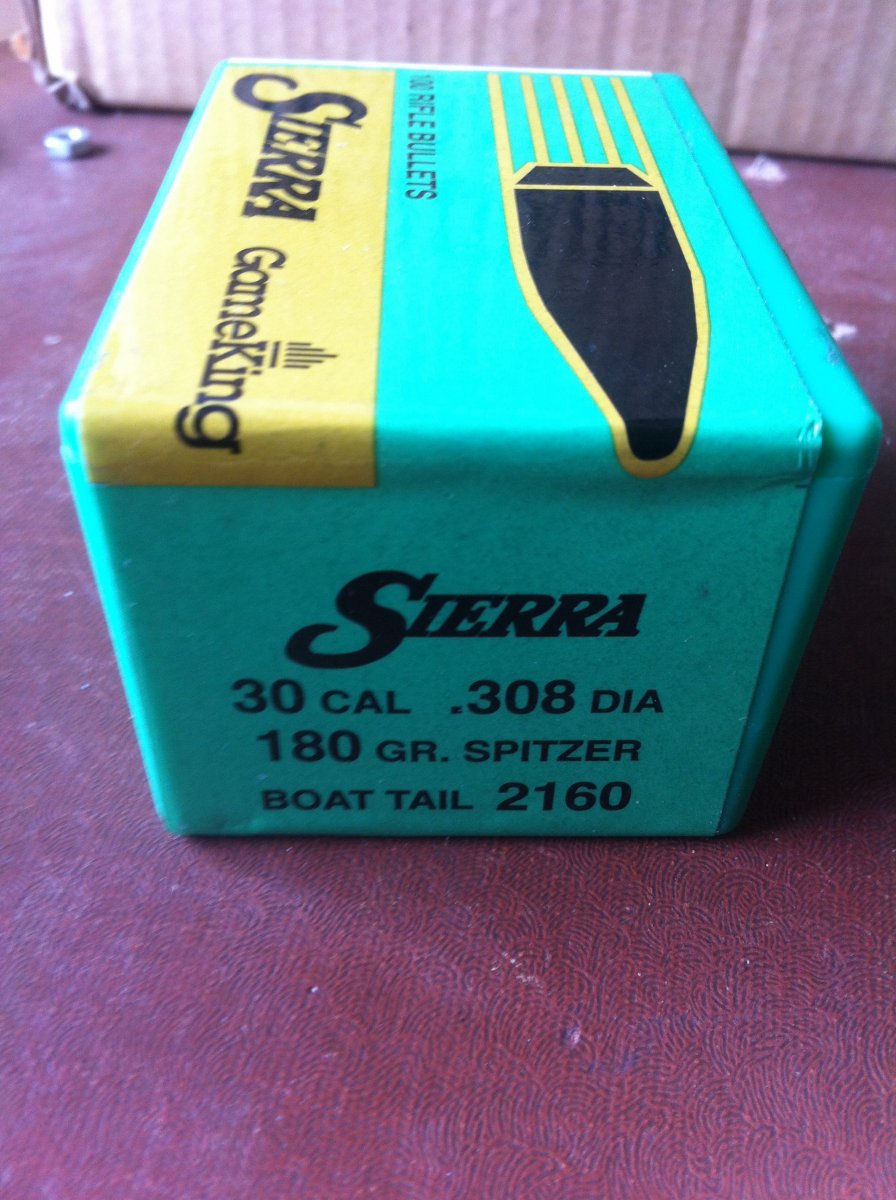 100 RIFLE BULLETS
SIERRA GameKing
SIERRA
30 CAL .308 DIA
180 GR. SPITZER
BOAT TAIL 2160